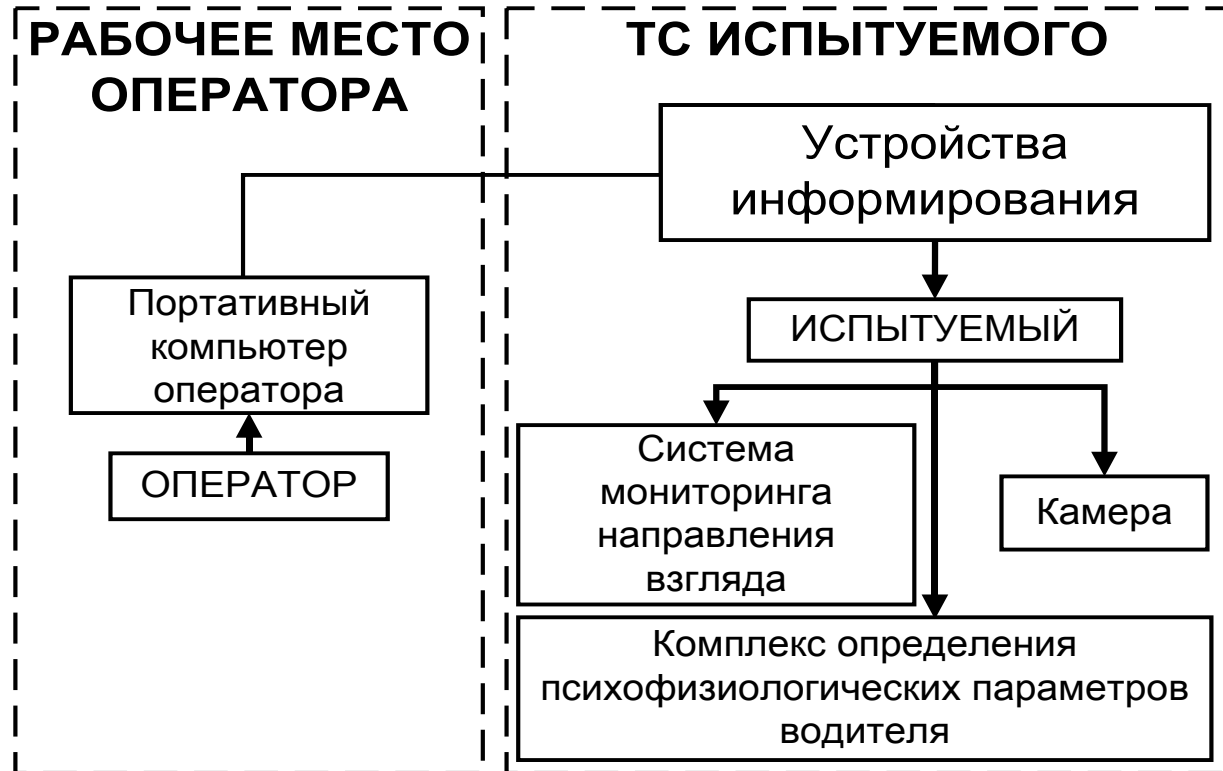 РАБОЧЕЕ МЕСТО
ОПЕРАТОРА
Портативный
компьютер
оператора
ОПЕРАТОР
ТС ИСПЫТУЕМОГО
Устройства
информирования
ИСПЫТУЕМЫЙ
Система
мониторинга
направления
взгляда
Камера
Комплекс определения
психофизиологических параметров
водителя